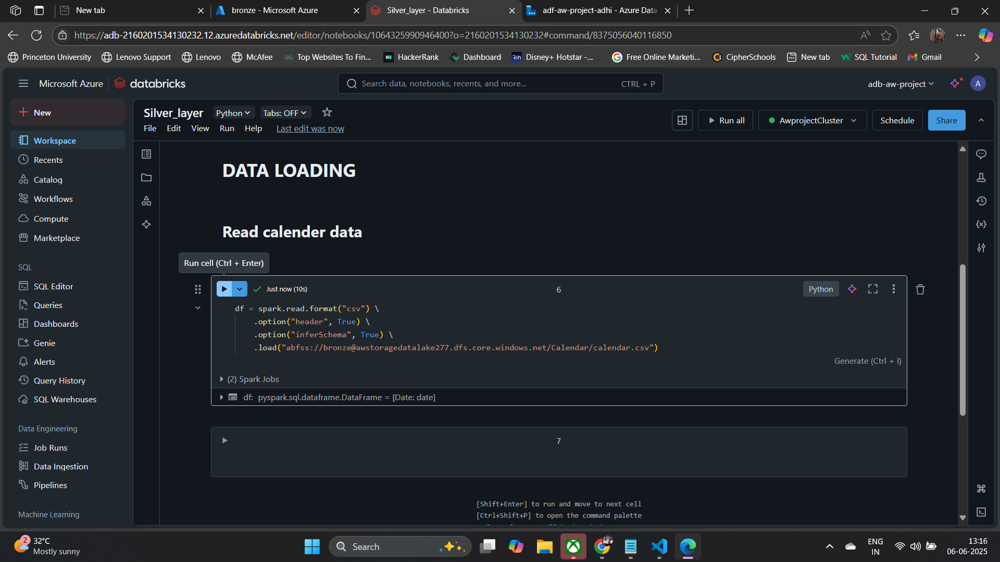 New tab
bronze - Microsoft Azure
Silver_layer - Databricks
adf-aw-project-adhi - Azure Data
https://adb-2160201534130232.12.azuredatabricks.net/editor/notebooks/1064325990946400?o=2160201534130232#command/8375056040116850
Princeton University
Lenovo Support
Lenovo
McAfee
Top Websites To Fin...
HackerRank
Dashboard
Disney+ Hotstar -...
Free Online Marketi...
CipherSchools
New tab
SQL Tutorial
Gmail
Microsoft Azure
databricks
Search data, notebooks, recents, and more...
CTRL + P
adb-aw-project
A
New
Workspace
Recents
Catalog
Workflows
Compute
Marketplace
SQL
SQL Editor
Queries
Dashboards
Genie
Alerts
Query History
SQL Warehouses
Data Engineering
Job Runs
Data Ingestion
Pipelines
Machine Learning
Silver_layer
Python
Tabs: OFF
File
Edit
View
Run
Help
Last edit was now
Run all
AwprojectCluster
Schedule
Share
DATA LOADING
Read calender data
Run cell (Ctrl + Enter)
Just now (10s)
6
Python
df = spark.read.format("csv") \
.option("header", True) \
.option("inferSchema", True) \
.load("abfss://bronze@awstoragedatalake277.dfs.core.windows.net/Calendar/calendar.csv")
Generate (Ctrl + I)
(2) Spark Jobs
df: pyspark.sql.dataframe.DataFrame = [Date: date]
7
[Shift+Enter] to run and move to next cell
[Ctrl+Shift+P] to open the command palette
2
32°C
Mostly sunny
Search
ENG
IN
13:16
06-06-2025